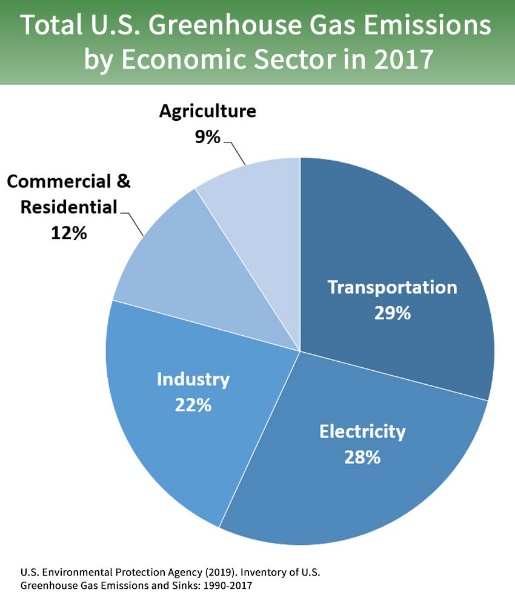 Total U.S. Greenhouse Gas Emissions
by Economic Sector in 2017
Agriculture
9%
Commercial &
Residential
12%
Transportation
29%
Industry
22%
Electricity
28%
U.S. Environmental Protection Agency (2019). Inventory of U.S.
Greenhouse Gas Emissions and Sinks: 1990-2017